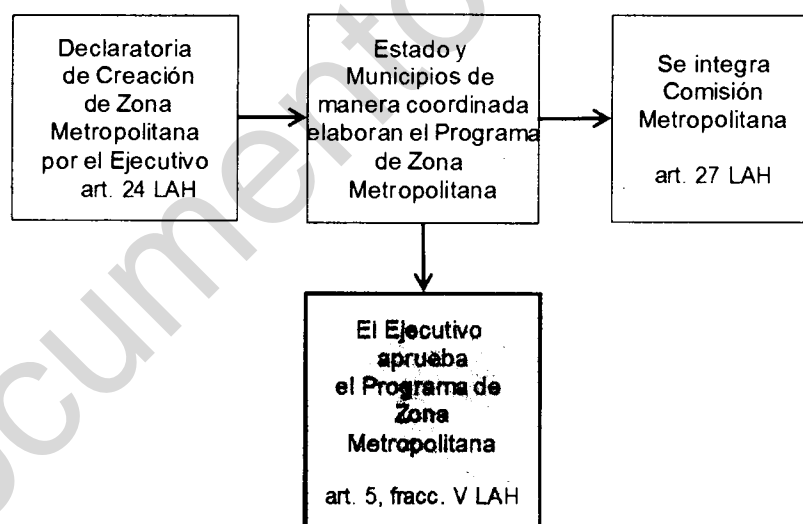 Declaratoria
de Creación
de Zona
Metropolitana
por el Ejecutivo
art. 24 LAH
Estado y
Municipios de
manera coordinada
elaboran el Programa
de Zona
Metropolitana
Se integra
Comisión
Metropolitana
art. 27 LAH
El Ejecutivo
aprueba
el Programa de
Zona
Metropolitana
art. 5, fracc. V LAH